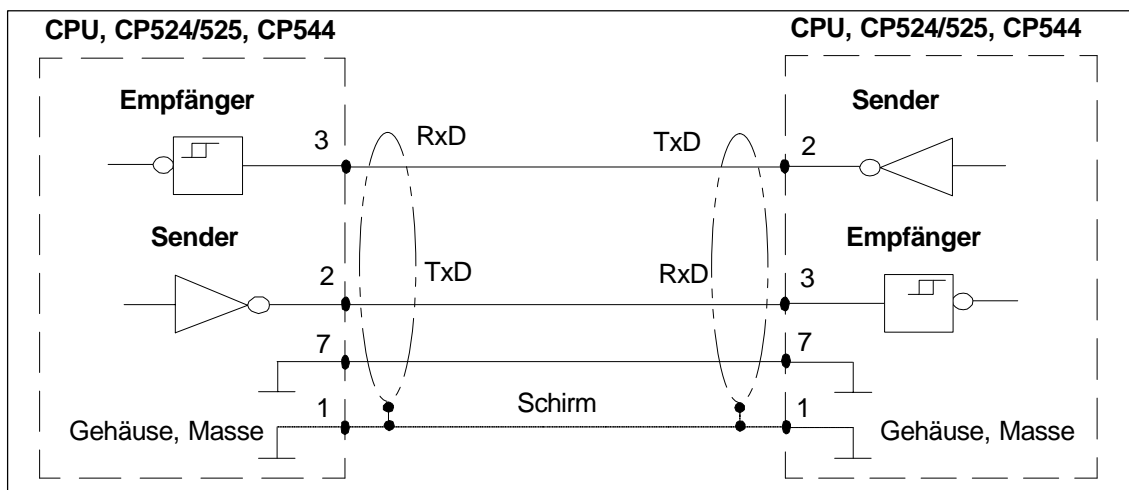 CPU, CP524/525, CP544
CPU, CP524/525, CP544
Empfänger
Sender
3
RxD
TxD
2
Sender
Empfänger
2
TxD
RxD
3
7
7
1
Schirm
1
Gehäuse, Masse
Gehäuse, Masse